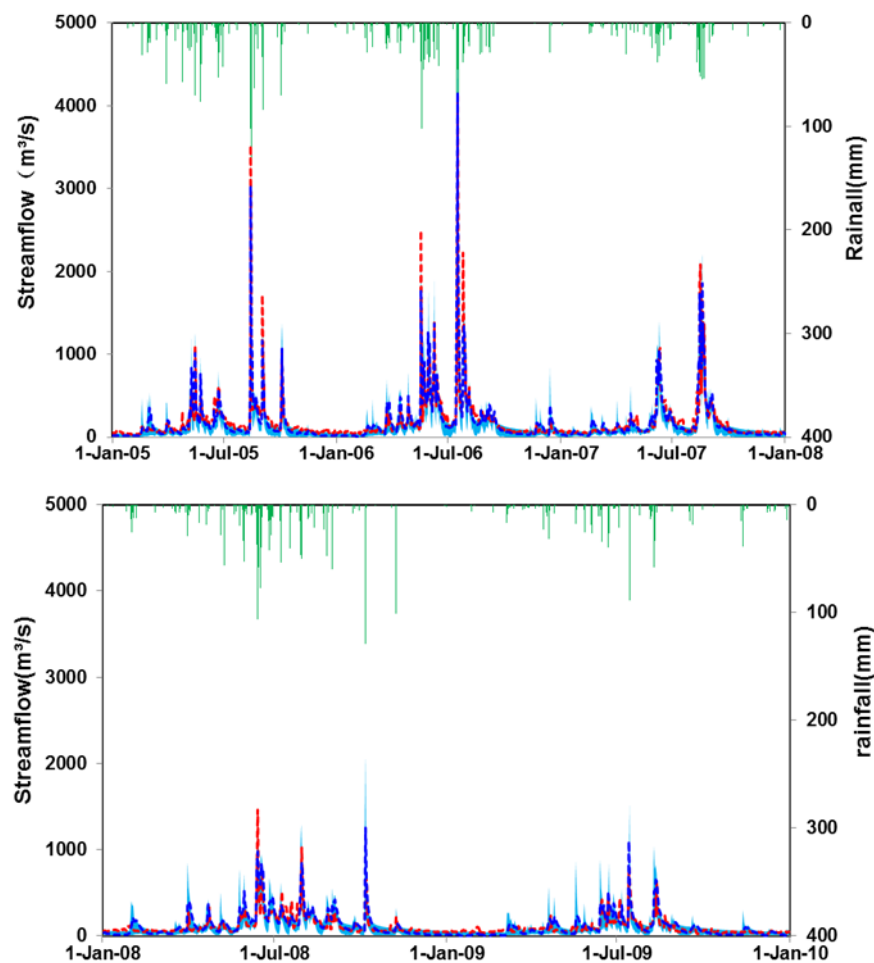 5000
4000
3000
2000
1000
0
Streamflow（m³/s)
0
100
200
300
400
Rainall(mm)
1-Jan-05
1-Jul-05
1-Jan-06
1-Jul-06
1-Jan-07
1-Jul-07
1-Jan-08
5000
4000
3000
2000
1000
0
Streamflow(m³/s)
0
100
200
300
400
rainfall(mm)
1-Jan-08
1-Jul-08
1-Jan-09
1-Jul-09
1-Jan-10